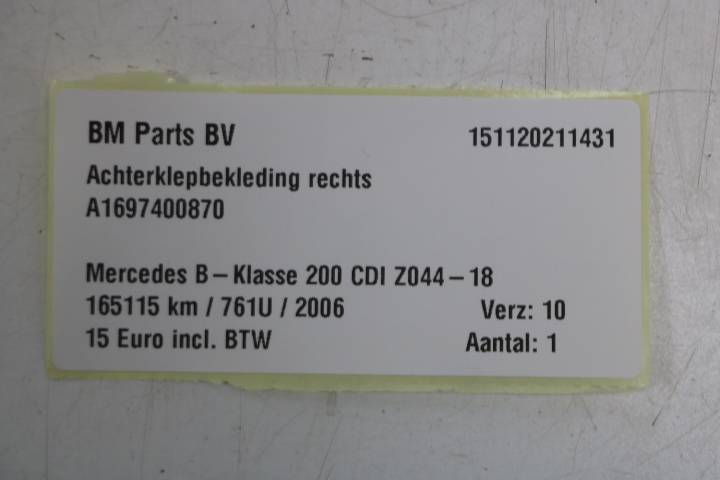 BM Parts BV 151120211431
Achterklepbekleding rechts
A1697400870
Mercedes B – Klasse 200 CDI Z044 – 18
165115 km / 761U / 2006 Verz: 10
15 Euro incl. BTW Aantal: 1